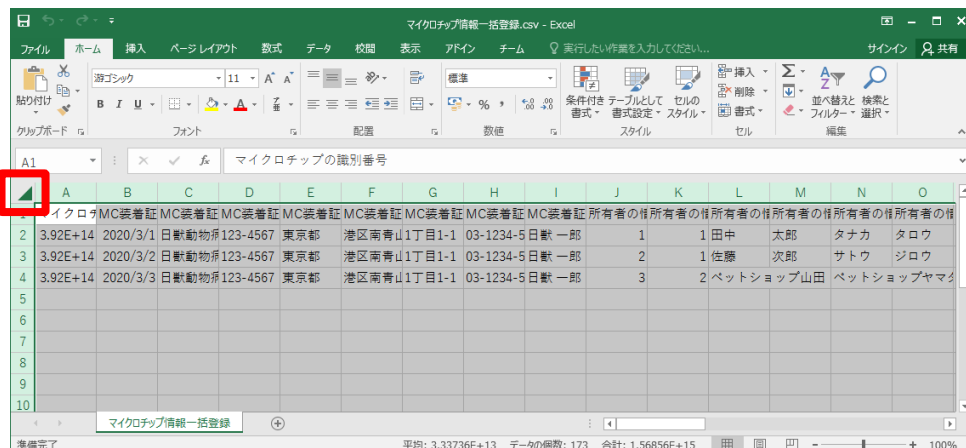 マイクロチップ情報一括登録.csv - Excel
ファイル ホーム 挿入 ページ レイアウト 数式 データ 校閲 表示 アドイン チーム 実行したい作業を入力してください... サインイン 共有
貼り付け 游ゴシック 11 A A 標準 条件付き書式 テーブルとして書式設定 セルのスタイル 挿入 削除 書式 並べ替えとフィルター 検索と選択
B I U A % ,
クリップボード フォント 配置 数値 スタイル セル 編集
A1 fx マイクロチップの識別番号
A B C D E F G H I J K L M N O
1 マイクロチ MC装着証 MC装着証 MC装着証 MC装着証 MC装着証 MC装着証 MC装着証 MC装着証 所有者の情 所有者の情 所有者の情 所有者の情 所有者の情 所有者の情
2 3.92E+14 2020/3/1 日獣動物病 123-4567 東京都 港区南青山 1丁目1-1 03-1234-5 日獣 一郎 1 1 田中 太郎 タナカ タロウ
3 3.92E+14 2020/3/2 日獣動物病 123-4567 東京都 港区南青山 1丁目1-1 03-1234-5 日獣 一郎 2 1 佐藤 次郎 サトウ ジロウ
4 3.92E+14 2020/3/3 日獣動物病 123-4567 東京都 港区南青山 1丁目1-1 03-1234-5 日獣 一郎 3 2 ペットショップ山田 ペットショップヤマダ
5
6
7
8
9
10
マイクロチップ情報一括登録
準備完了 平均: 3.33736E+13 データの個数: 173 合計: 1.56856E+15 100%